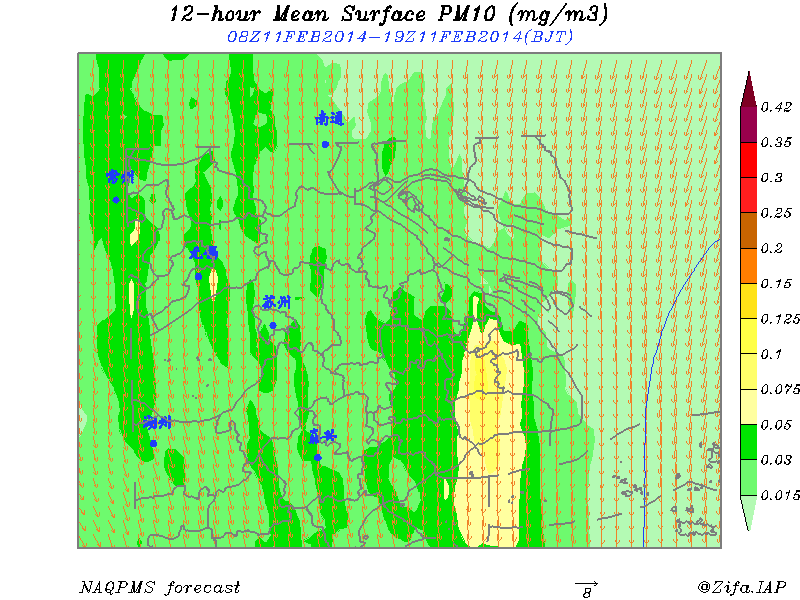 12-hour Mean Surface PM10 (mg/m3)
08Z11FEB2014-19Z11FEB2014(BJT)
南通
常州
无锡
苏州
湖州
嘉兴
0.42
0.35
0.3
0.25
0.2
0.15
0.125
0.1
0.075
0.05
0.03
0.015
NAQPMS forecast
8
@Zifa.IAP